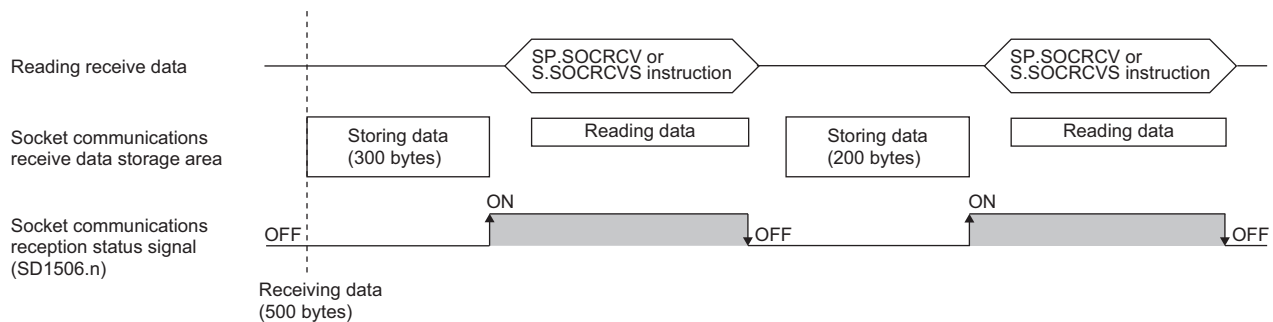 Reading receive data
SP.SOCRCV or
S.SOCRCVS instruction
SP.SOCRCV or
S.SOCRCVS instruction
Socket communications
receive data storage area
Storing data
(300 bytes)
Reading data
Storing data
(200 bytes)
Reading data
Socket communications
reception status signal
(SD1506.n)
OFF
ON
OFF
ON
OFF
Receiving data
(500 bytes)